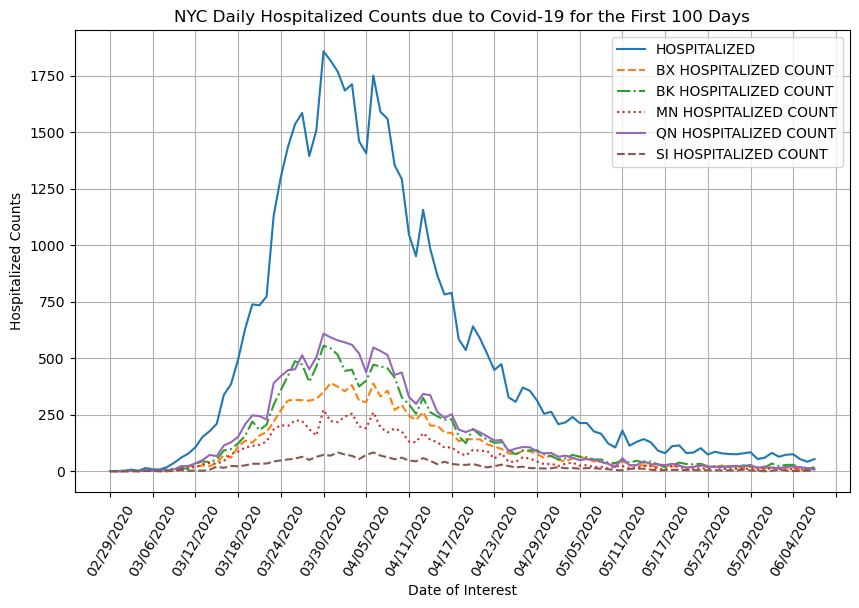 NYC Daily Hospitalized Counts due to Covid-19 for the First 100 Days
HOSPITALIZED
BX HOSPITALIZED COUNT
BK HOSPITALIZED COUNT
MN HOSPITALIZED COUNT
QN HOSPITALIZED COUNT
SI HOSPITALIZED COUNT
1750
1500
1250
1000
750
500
250
0
Hospitalized Counts
02/29/2020
03/06/2020
03/12/2020
03/18/2020
03/24/2020
03/30/2020
04/05/2020
04/11/2020
04/17/2020
04/23/2020
04/29/2020
05/05/2020
05/11/2020
05/17/2020
05/23/2020
05/29/2020
06/04/2020
Date of Interest